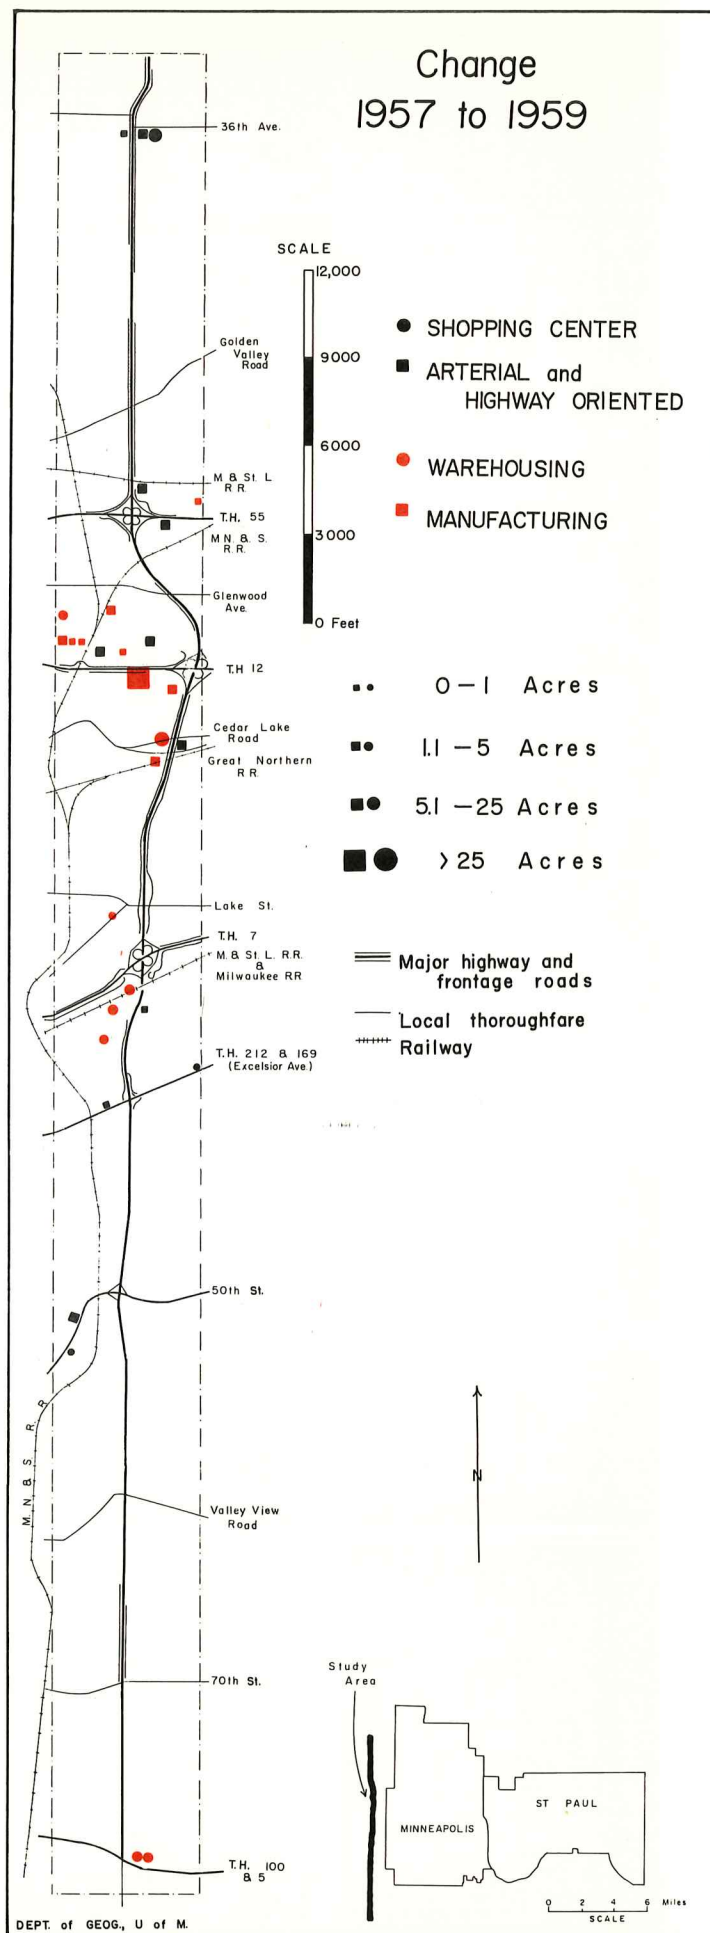 Change
1957 to 1959
36th Ave.
SCALE
12,000
9000
6000
3000
0 Feet
SHOPPING CENTER
ARTERIAL and
HIGHWAY ORIENTED
WAREHOUSING
MANUFACTURING
Golden
Valley
Road
M & St. L
R.R.
T.H. 55
M.N. & S.
R.R.
Glenwood
Ave.
T.H 12
Cedar Lake
Road
Great Northern
R.R.
0 – 1 Acres
1.1 – 5 Acres
5.1 – 25 Acres
> 25 Acres
Lake St.
T.H. 7
M. & St. L. R.R.
&
Milwaukee R R
Major highway and
frontage roads
Local thoroughfare
Railway
T.H. 212 & 169
(Excelsior Ave.)
50th St.
M. N. & S. R. R.
N
Valley View
Road
70th St.
Study
Area
MINNEAPOLIS
ST PAUL
T.H. 100
& 5
0 2 4 6 Miles
SCALE
DEPT. of GEOG., U of M.